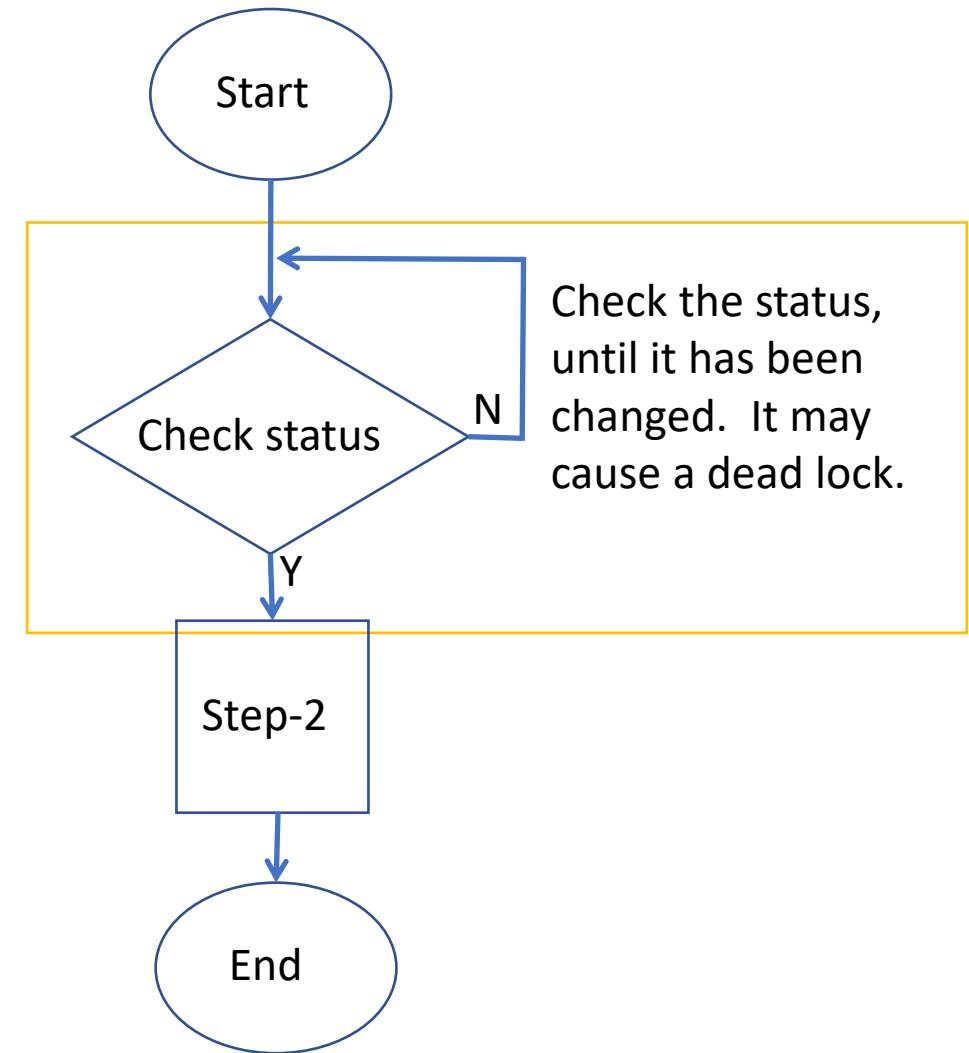 Start
Check the status,
until it has been
changed.  It may
cause a dead lock.
Check status
N
Y
Step-2
End